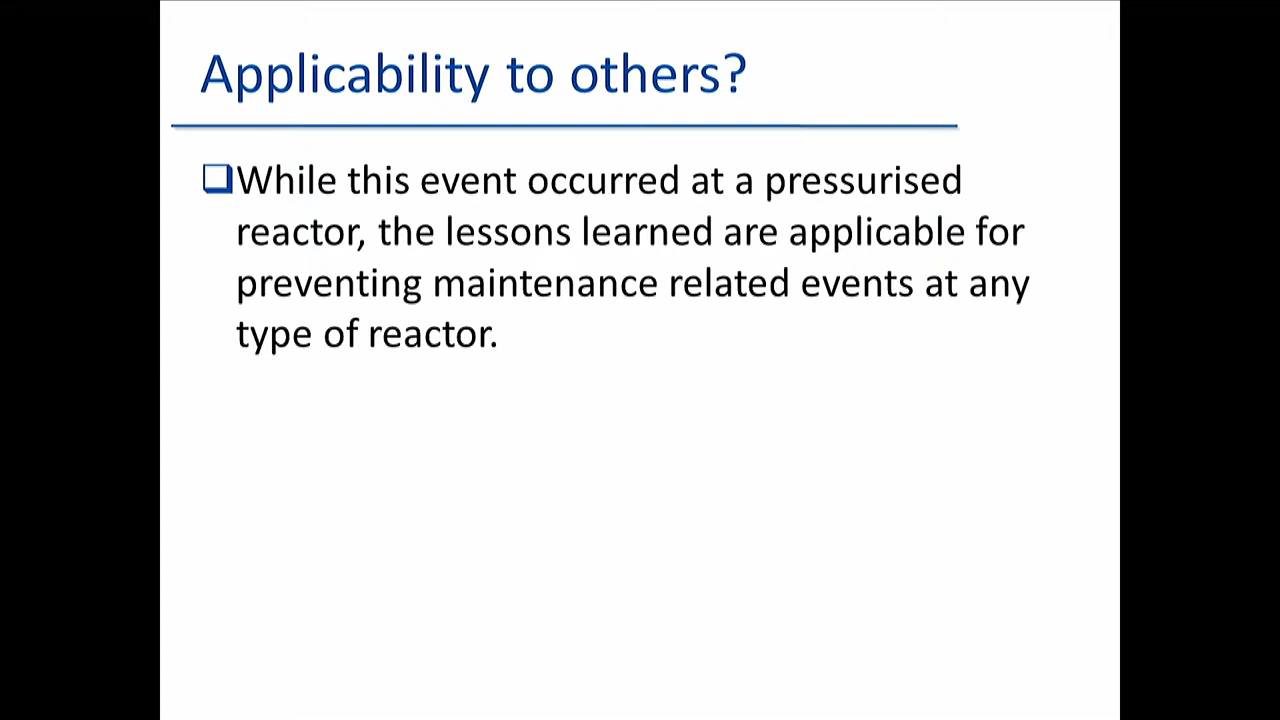 Applicability to others?
While this event occurred at a pressurised
reactor, the lessons learned are applicable for
preventing maintenance related events at any
type of reactor.